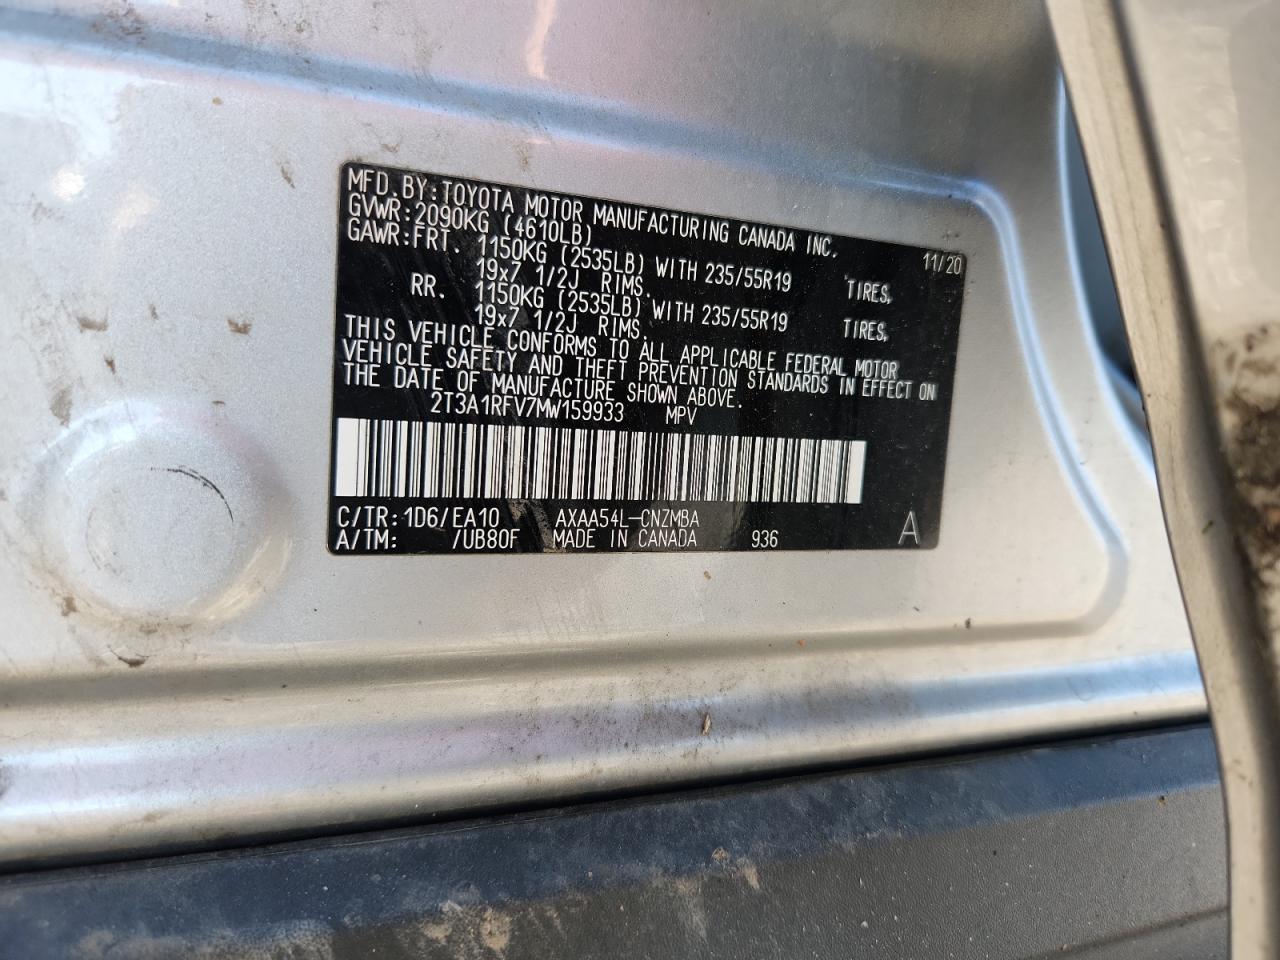 MFD.BY:TOYOTA MOTOR MANUFACTURING CANADA INC.
GVWR:2090KG (4610LB) 11/20
GAWR:FRT. 1150KG (2535LB) WITH 235/55R19 TIRES,
19x7 1/2J RIMS
RR. 1150KG (2535LB) WITH 235/55R19 TIRES,
19x7 1/2J RIMS.
THIS VEHICLE CONFORMS TO ALL APPLICABLE FEDERAL MOTOR
VEHICLE SAFETY AND THEFT PREVENTION STANDARDS IN EFFECT ON
THE DATE OF MANUFACTURE SHOWN ABOVE.
2T3A1RFV7MW159933 MPV
C/TR: 1D6/EA10 AXAA54L-CNZMBA A
A/TM: /UB80F MADE IN CANADA 936